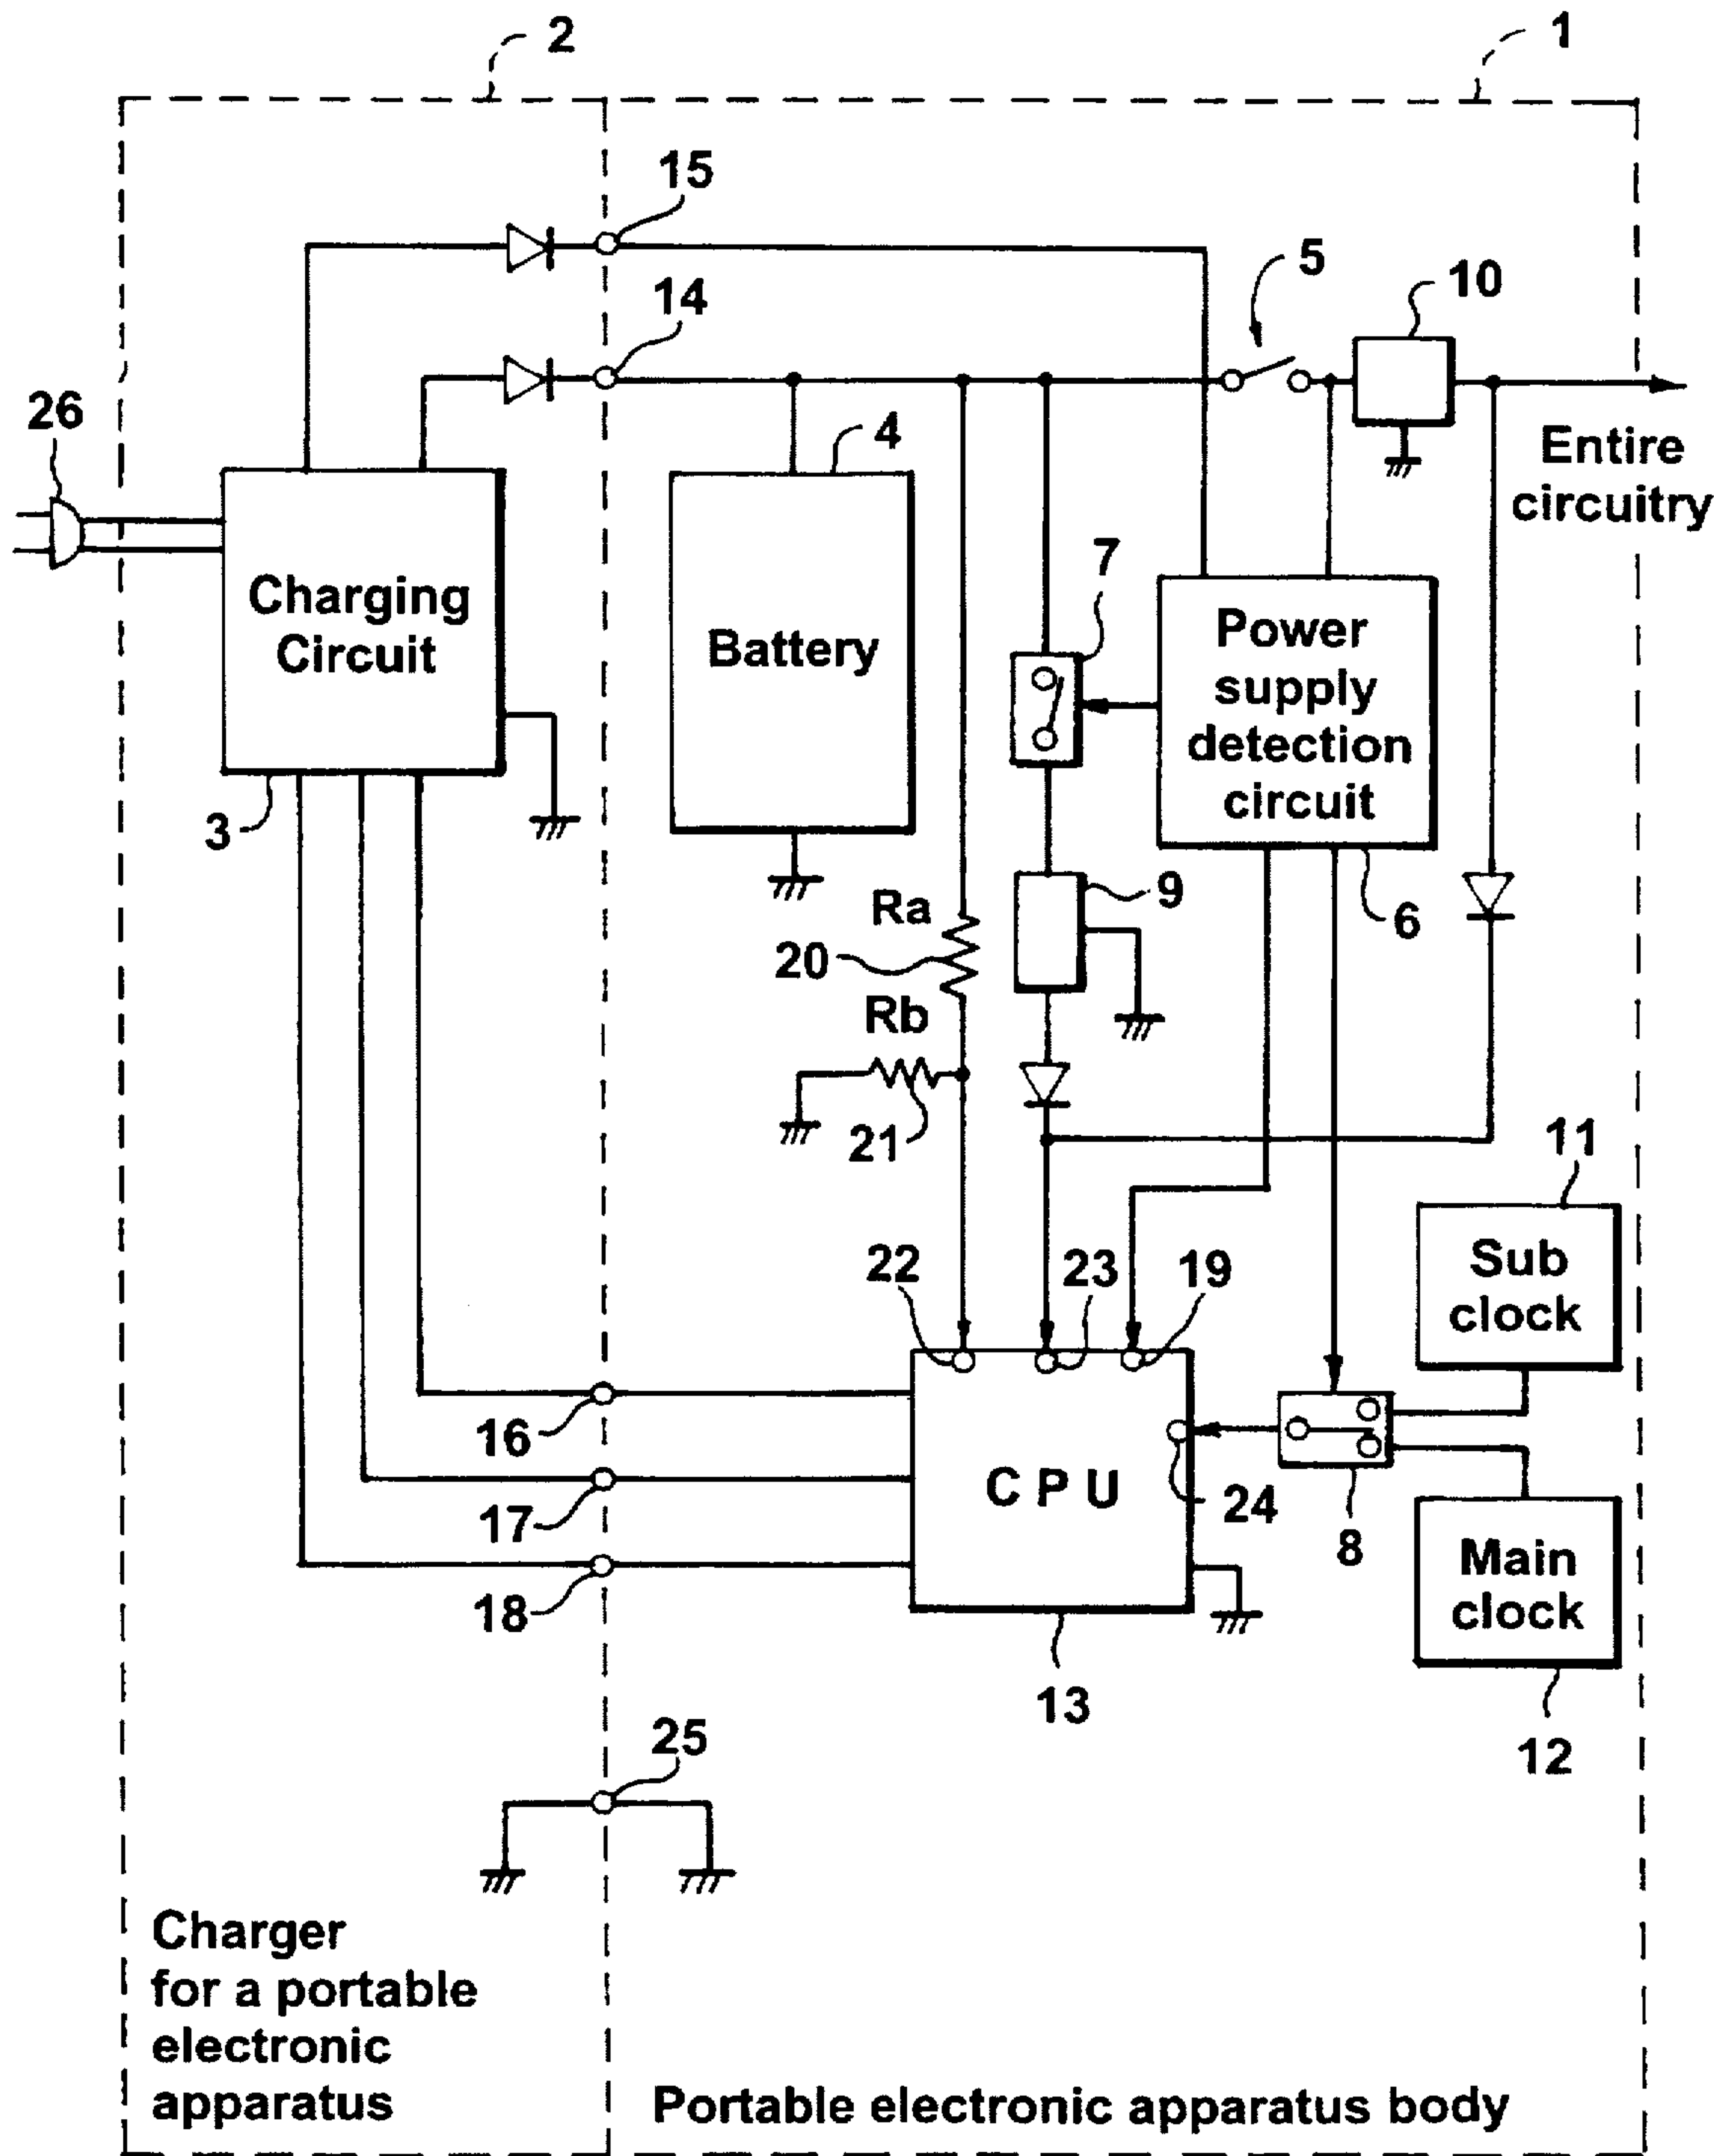 2
1
15
14
5
10
26
4
Entire
circuitry
7
Charging
Circuit
Battery
Power
supply
detection
circuit
3
Ra
20
9
6
Rb
21
11
Sub
clock
22
23
19
16
CPU
24
8
17
Main
clock
18
13
12
25
Charger
for a portable
electronic
apparatus
Portable electronic apparatus body